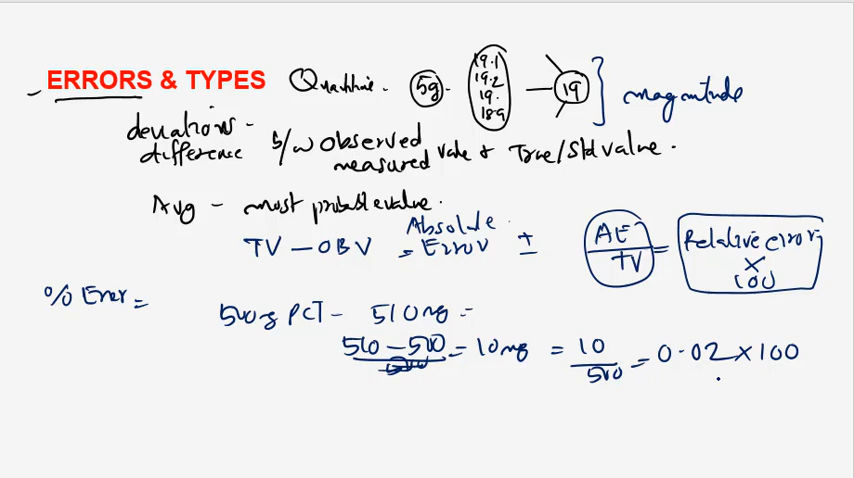 ERRORS & TYPES Quantitive. 5g - 19.1 19.2 19. 18.9 19 magnitude
deviations -
difference b/w observed measured value & True/Std value.
Avg - most probable value.
TV - OBV = Absolute Error ± AE/TV = Relative error × 100
% Error =
500g PCT - 510mg =
510 - 500 = 10mg = 10/500 = 0.02 × 100